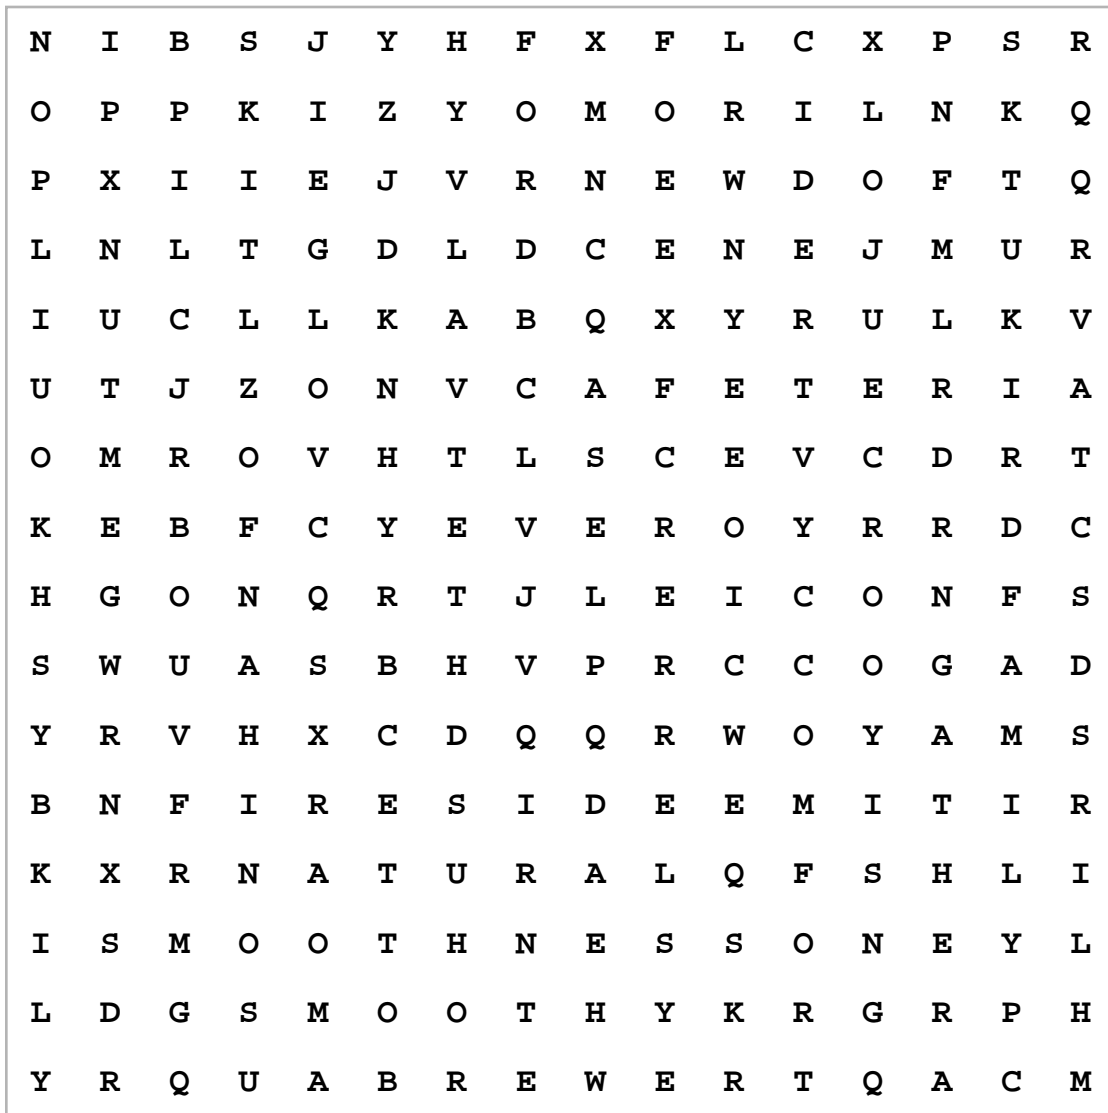 N I B S J Y H F X F L C X P S R
O P P K I Z Y O M O R I L N K Q
P X I I E J V R N E W D O F T Q
L N L T G D L D C E N E J M U R
I U C L L K A B Q X Y R U L K V
U T J Z O N V C A F E T E R I A
O M R O V H T L S C E V C D R T
K E B F C Y E V E R O Y R R D C
H G O N Q R T J L E I C O N F S
S W U A S B H V P R C C O G A D
Y R V H X C D Q Q R W O Y A M S
B N F I R E S I D E E M I T I R
K X R N A T U R A L Q F S H L I
I S M O O T H N E S S O N E Y L
L D G S M O O T H Y K R G R P H
Y R Q U A B R E W E R T Q A C M